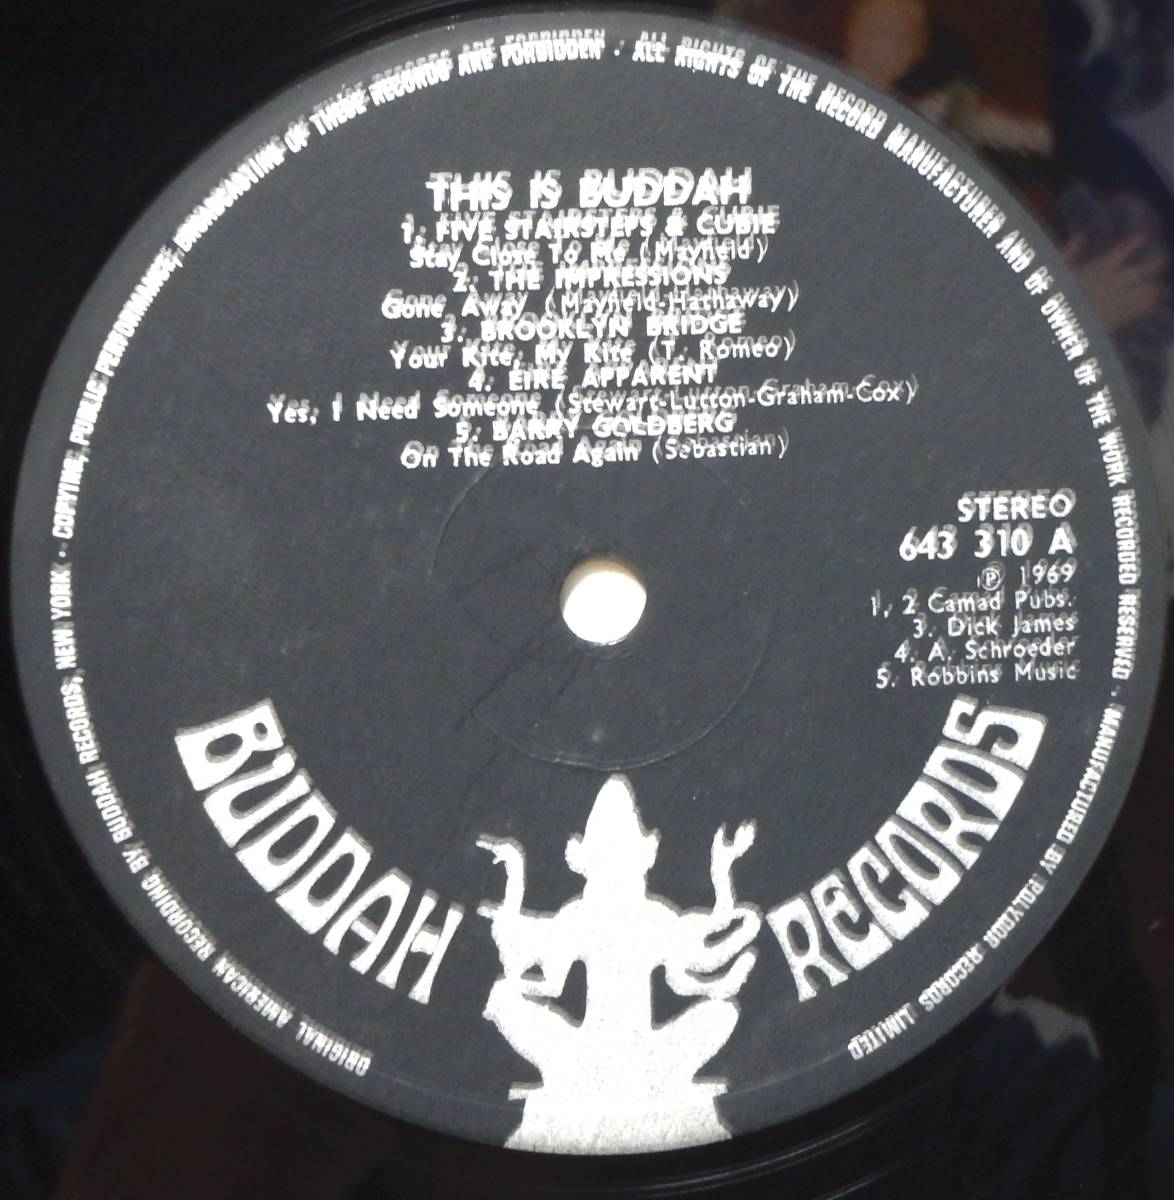 THIS IS BUDDAH
1. FIVE STAIRSTEPS & CUBIE
Stay Close To Me (Mayfield)
2. THE IMPRESSIONS
Gone Away (Mayfield-Hathaway)
3. BROOKLYN BRIDGE
Your Kite, My Kite (T. Romeo)
4. EIRE APPARENT
Yes, I Need Someone (Stewart-Lutton-Graham-Cox)
5. BARRY GOLDBERG
On The Road Again (Sebastian)
STEREO
643 310 A
℗ 1969
1, 2 Camad Pubs.
3. Dick James
4. A. Schroeder
5. Robbins Music
BUDDAH RECORDS
ORIGINAL AMERICAN RECORDING BY BUDDAH RECORDS, NEW YORK · COPYING, PUBLIC PERFORMANCE, BROADCASTING OF THESE RECORDS ARE FORBIDDEN · ALL RIGHTS OF THE RECORD MANUFACTURER AND OF OWNER OF THE WORK RECORDED RESERVED · MANUFACTURED BY POLYDOR RECORDS LIMITED